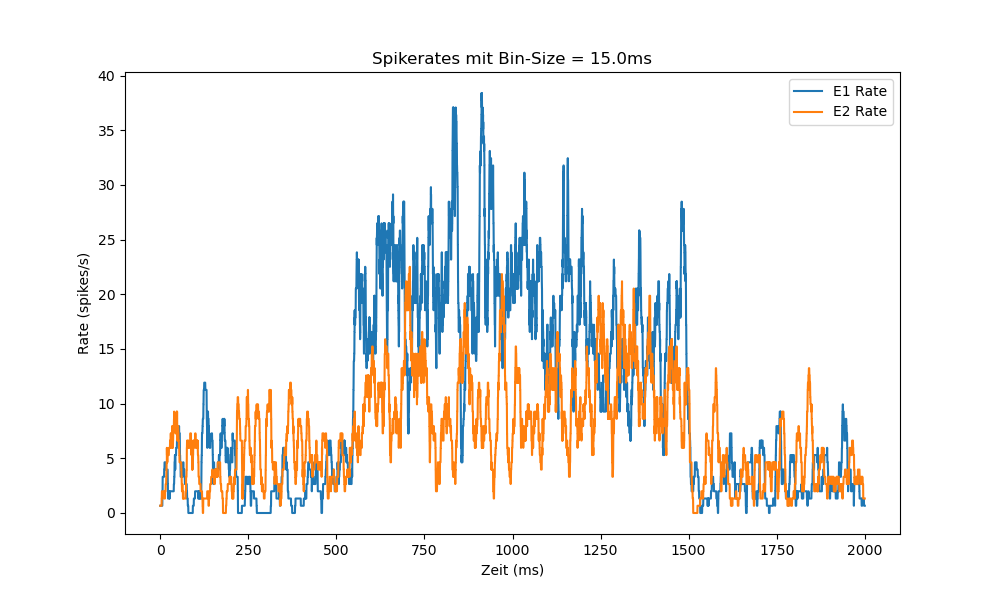 Spikerates mit Bin-Size = 15.0ms
40
35
30
25
20
15
10
5
0
Rate (spikes/s)
E1 Rate
E2 Rate
0 250 500 750 1000 1250 1500 1750 2000
Zeit (ms)